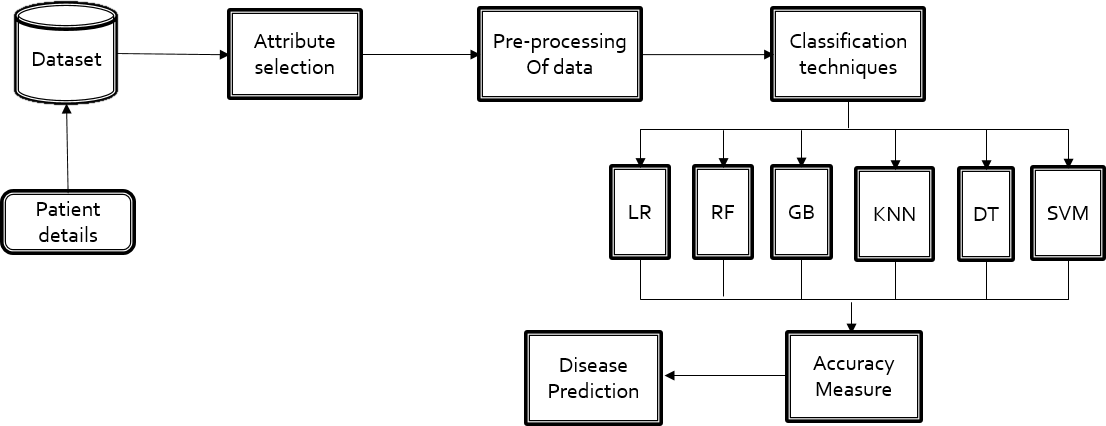 Dataset
Attribute
selection
Pre-processing
Of data
Classification
techniques
Patient
details
LR
RF
GB
KNN
DT
SVM
Disease
Prediction
Accuracy
Measure